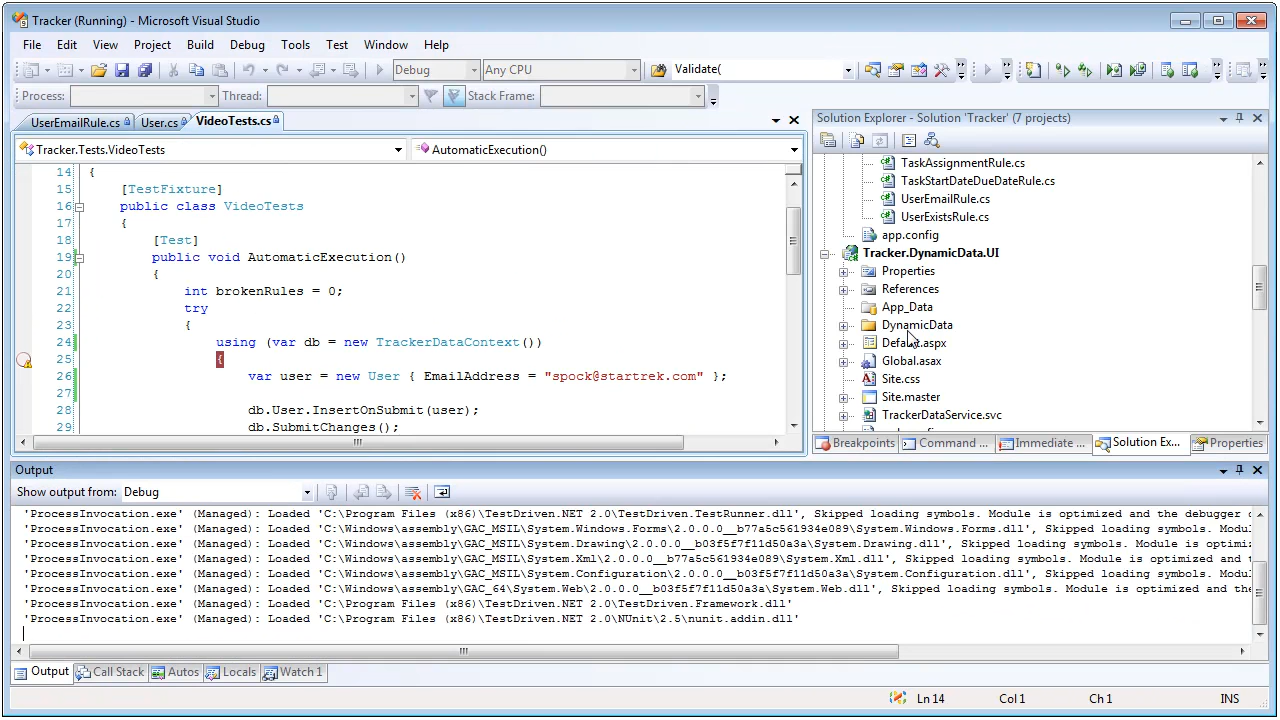 Tracker (Running) - Microsoft Visual Studio
File Edit View Project Build Debug Tools Test Window Help
Debug Any CPU Validate(
Process: Thread: Stack Frame:
UserEmailRule.cs User.cs VideoTests.cs
Tracker.Tests.VideoTests AutomaticExecution()
14 {
15 [TestFixture]
16 public class VideoTests
17 {
18 [Test]
19 public void AutomaticExecution()
20 {
21 int brokenRules = 0;
22 try
23 {
24 using (var db = new TrackerDataContext())
25 {
26 var user = new User { EmailAddress = "spock@startrek.com" };
27
28 db.User.InsertOnSubmit(user);
29 db.SubmitChanges();
Solution Explorer - Solution 'Tracker' (7 projects)
TaskAssignmentRule.cs
TaskStartDateDueDateRule.cs
UserEmailRule.cs
UserExistsRule.cs
app.config
Tracker.DynamicData.UI
Properties
References
App_Data
DynamicData
Default.aspx
Global.asax
Site.css
Site.master
TrackerDataService.svc
Breakpoints Command ... Immediate ... Solution Ex... Properties
Output
Show output from: Debug
'ProcessInvocation.exe' (Managed): Loaded 'C:\Program Files (x86)\TestDriven.NET 2.0\TestDriven.TestRunner.dll', Skipped loading symbols. Module is optimized and the debugger
'ProcessInvocation.exe' (Managed): Loaded 'C:\Windows\assembly\GAC_MSIL\System.Windows.Forms\2.0.0.0__b77a5c561934e089\System.Windows.Forms.dll', Skipped loading symbols.
'ProcessInvocation.exe' (Managed): Loaded 'C:\Windows\assembly\GAC_MSIL\System.Drawing\2.0.0.0__b03f5f7f11d50a3a\System.Drawing.dll', Skipped loading symbols. Module is
'ProcessInvocation.exe' (Managed): Loaded 'C:\Windows\assembly\GAC_MSIL\System.Xml\2.0.0.0__b77a5c561934e089\System.Xml.dll', Skipped loading symbols. Module is optimized and
'ProcessInvocation.exe' (Managed): Loaded 'C:\Windows\assembly\GAC_MSIL\System.Configuration\2.0.0.0__b03f5f7f11d50a3a\System.Configuration.dll', Skipped loading symbols.
'ProcessInvocation.exe' (Managed): Loaded 'C:\Windows\assembly\GAC_64\System.Web\2.0.0.0__b03f5f7f11d50a3a\System.Web.dll', Skipped loading symbols. Module is optimized and the
'ProcessInvocation.exe' (Managed): Loaded 'C:\Program Files (x86)\TestDriven.NET 2.0\TestDriven.Framework.dll'
'ProcessInvocation.exe' (Managed): Loaded 'C:\Program Files (x86)\TestDriven.NET 2.0\NUnit\2.5\nunit.addin.dll'
Output Call Stack Autos Locals Watch 1
Ln 14 Col 1 Ch 1 INS